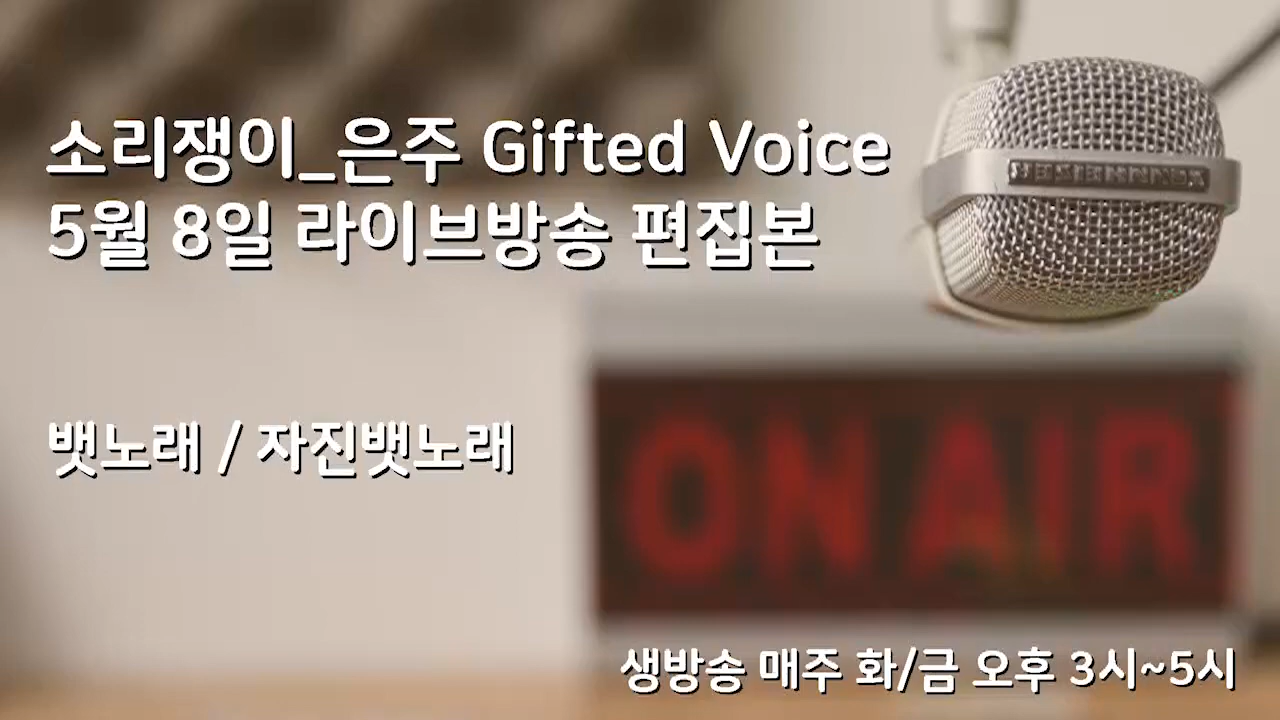 소리쟁이_은주 Gifted Voice
5월 8일 라이브방송 편집본
뱃노래 / 자진뱃노래
ON AIR
생방송 매주 화/금 오후 3시~5시